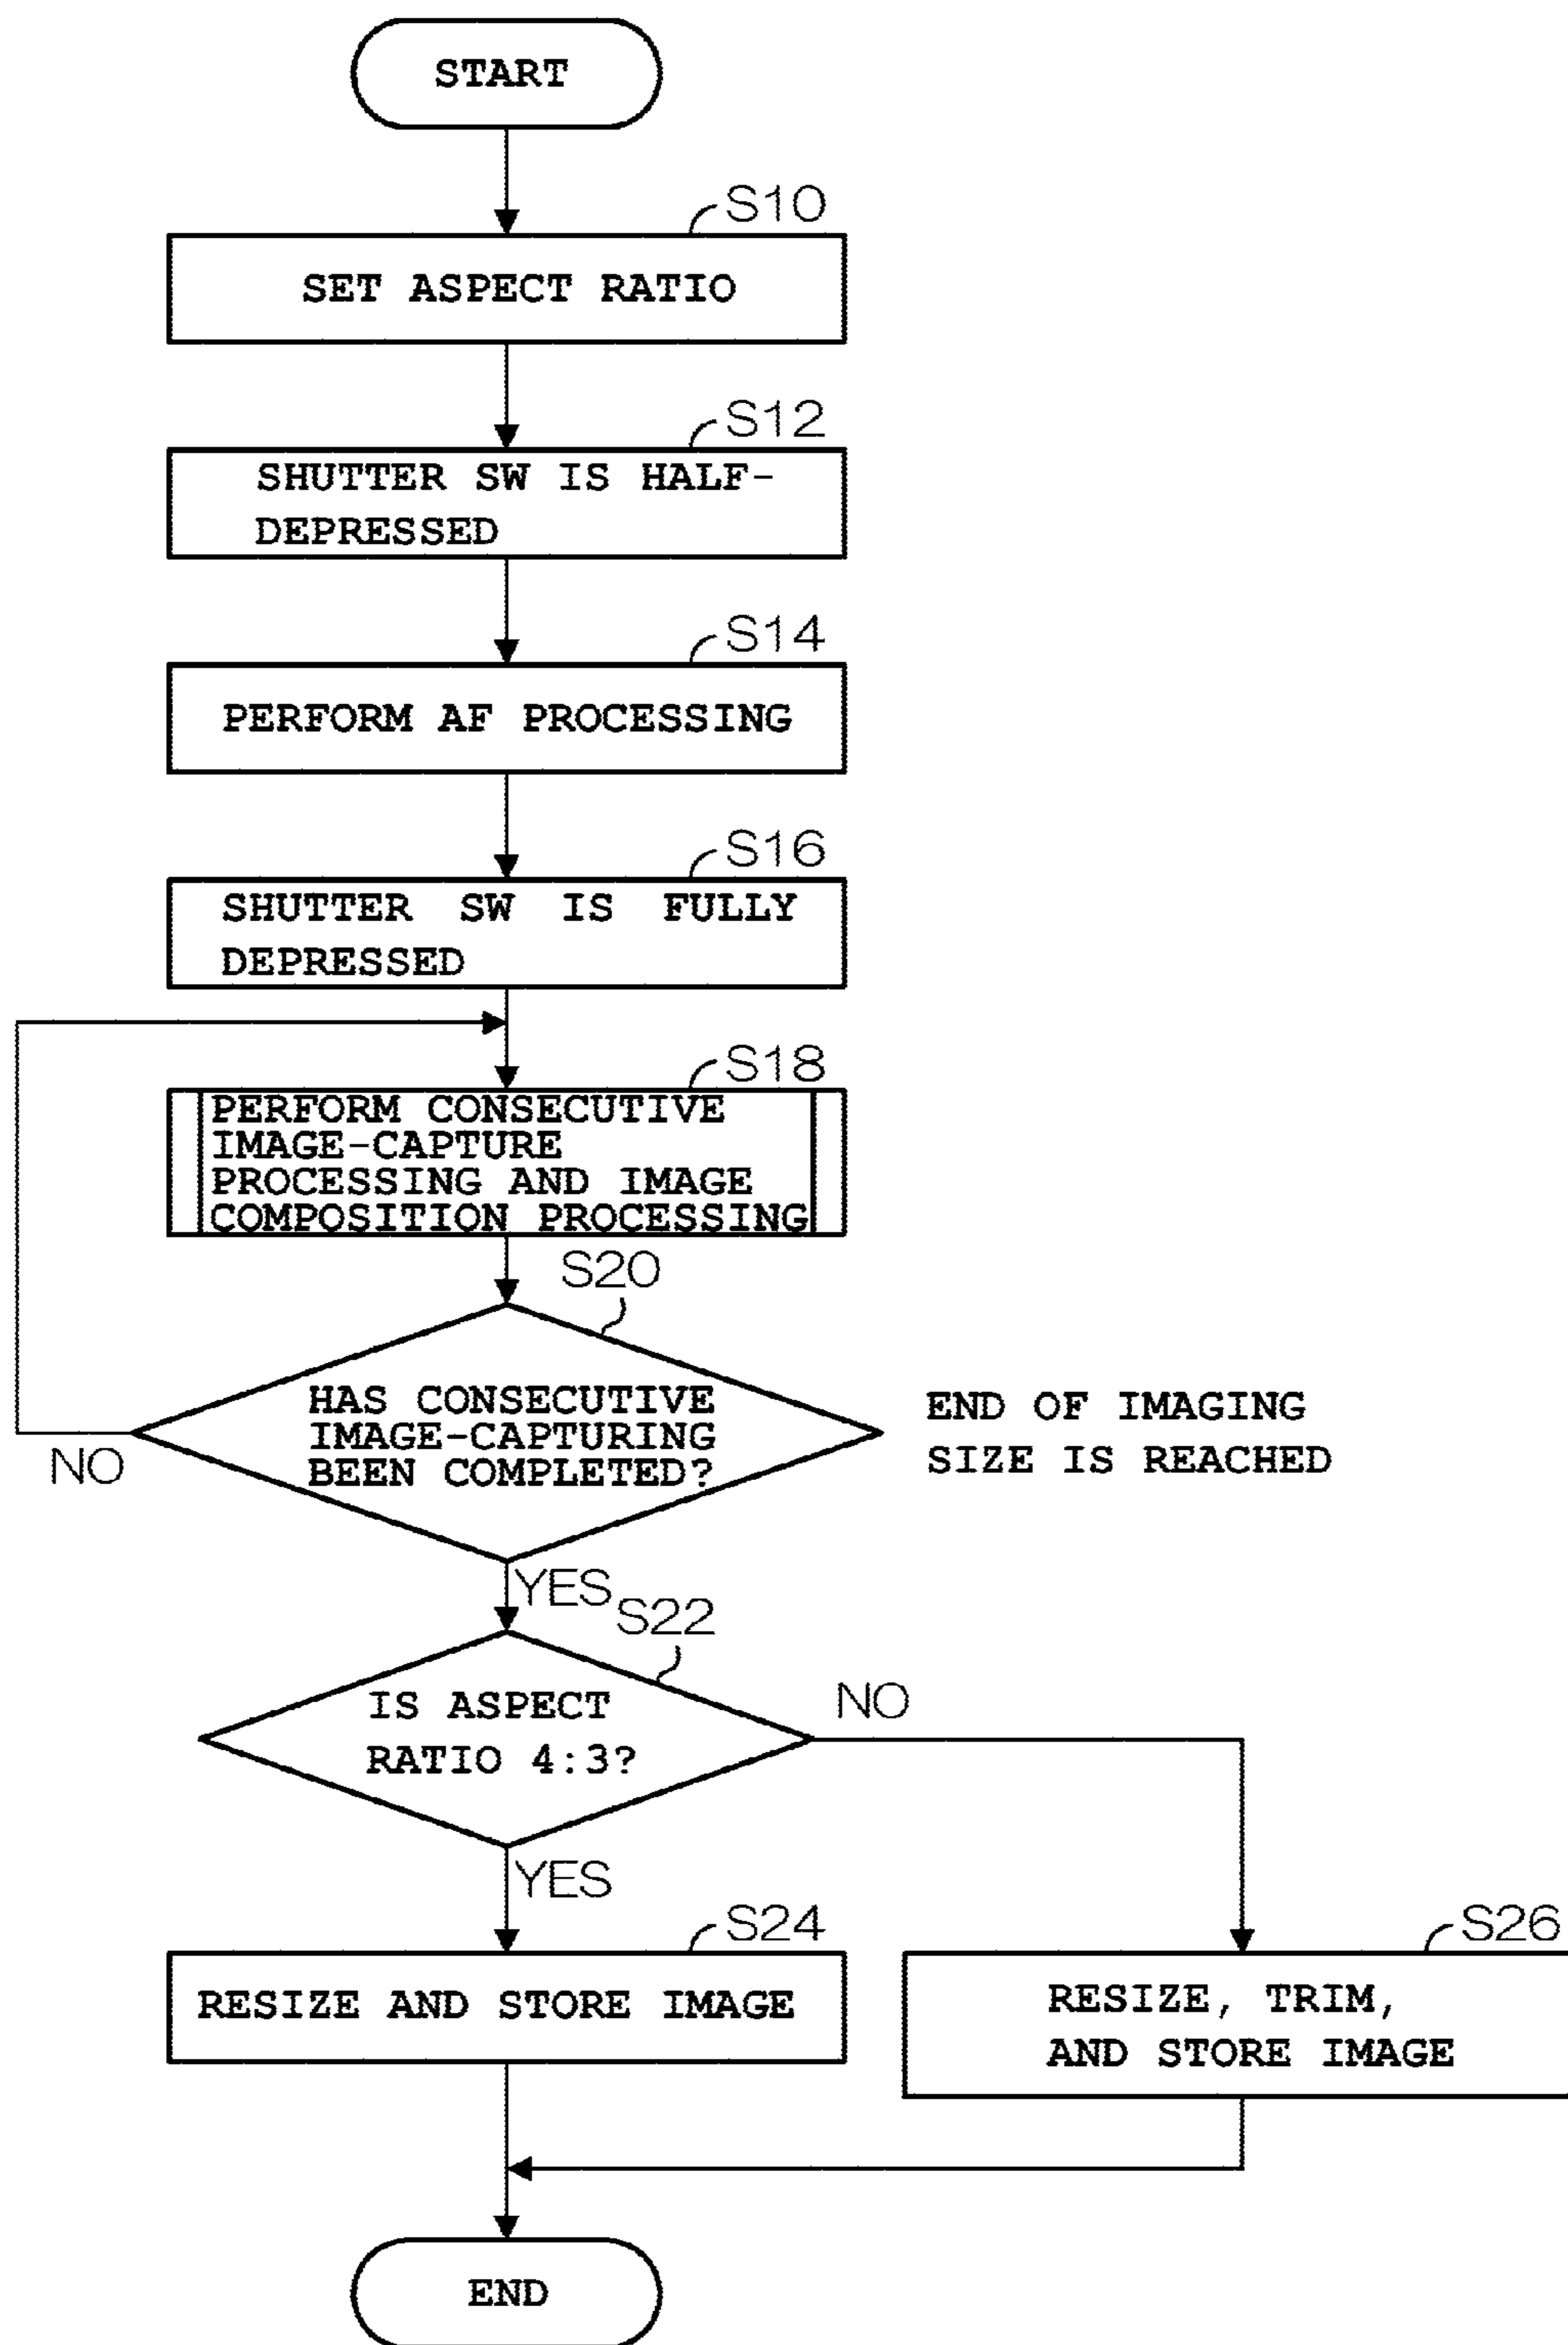 START
S10
SET ASPECT RATIO
S12
SHUTTER SW IS HALF-
DEPRESSED
S14
PERFORM AF PROCESSING
S16
SHUTTER SW IS FULLY
DEPRESSED
S18
PERFORM CONSECUTIVE
IMAGE-CAPTURE
PROCESSING AND IMAGE
COMPOSITION PROCESSING
S20
HAS CONSECUTIVE
IMAGE-CAPTURING
BEEN COMPLETED?
END OF IMAGING
SIZE IS REACHED
NO
YES
S22
IS ASPECT
RATIO 4:3?
NO
YES
S24
RESIZE AND STORE IMAGE
S26
RESIZE, TRIM,
AND STORE IMAGE
END